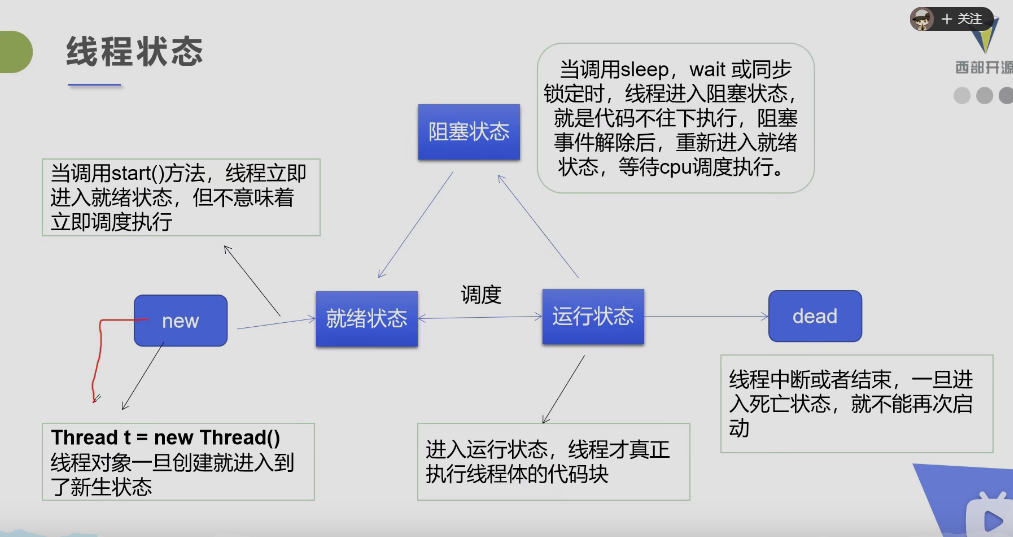 线程状态
+ 关注
西部开源
当调用sleep，wait 或同步
锁定时，线程进入阻塞状态，
就是代码不往下执行，阻塞
事件解除后，重新进入就绪
状态，等待cpu调度执行。
阻塞状态
当调用start()方法，线程立即
进入就绪状态，但不意味着
立即调度执行
new
就绪状态
调度
运行状态
dead
Thread t = new Thread()
线程对象一旦创建就进入到
了新生状态
进入运行状态，线程才真正
执行线程体的代码块
线程中断或者结束，一旦进
入死亡状态，就不能再次启
动